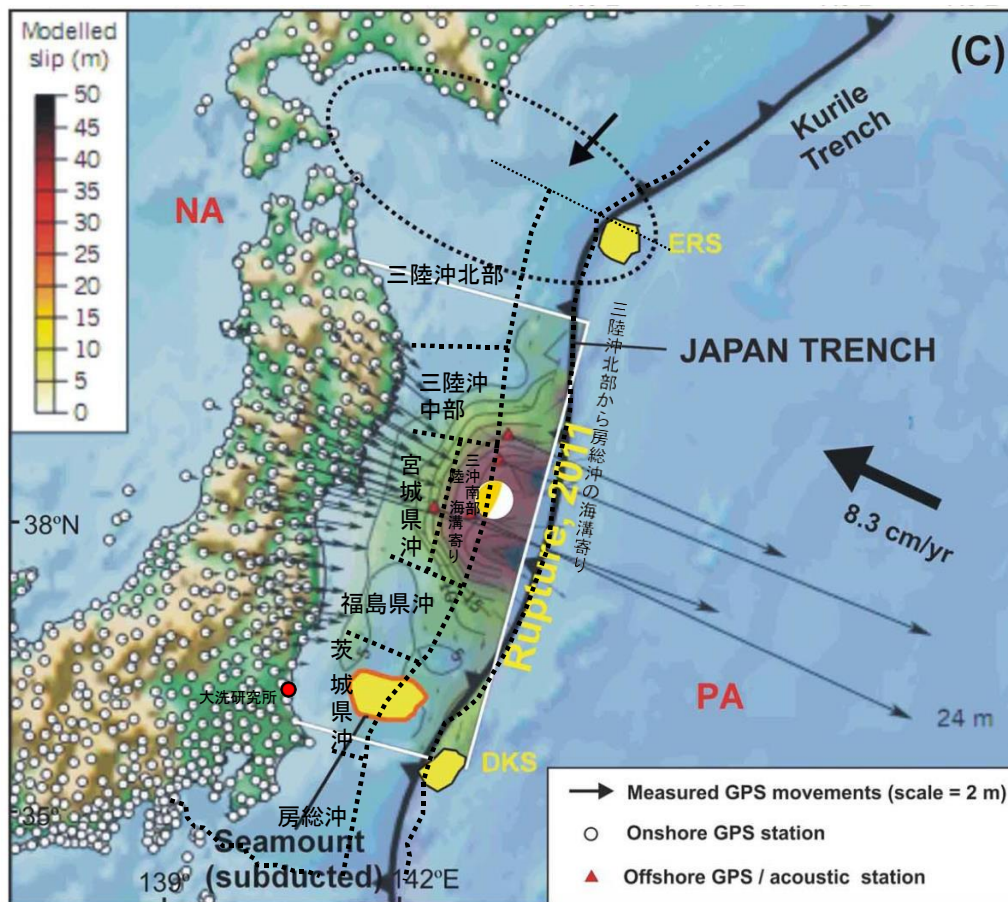 Modelled
slip (m)
50
45
40
35
30
25
20
15
10
5
0
(C)
Kurile
Trench
NA
ERS
三陸沖北部
JAPAN TRENCH
三陸沖北部から房総沖の海溝寄り
三陸沖
中部
宮城県沖
三陸沖南部
海溝寄り
Rupture, 2011
38°N
8.3 cm/yr
15
福島県沖
5
茨城県沖
大洗研究所
PA
24 m
DKS
房総沖
35°
Seamount
(subducted)
139°
142°E
Measured GPS movements (scale = 2 m)
Onshore GPS station
Offshore GPS / acoustic station